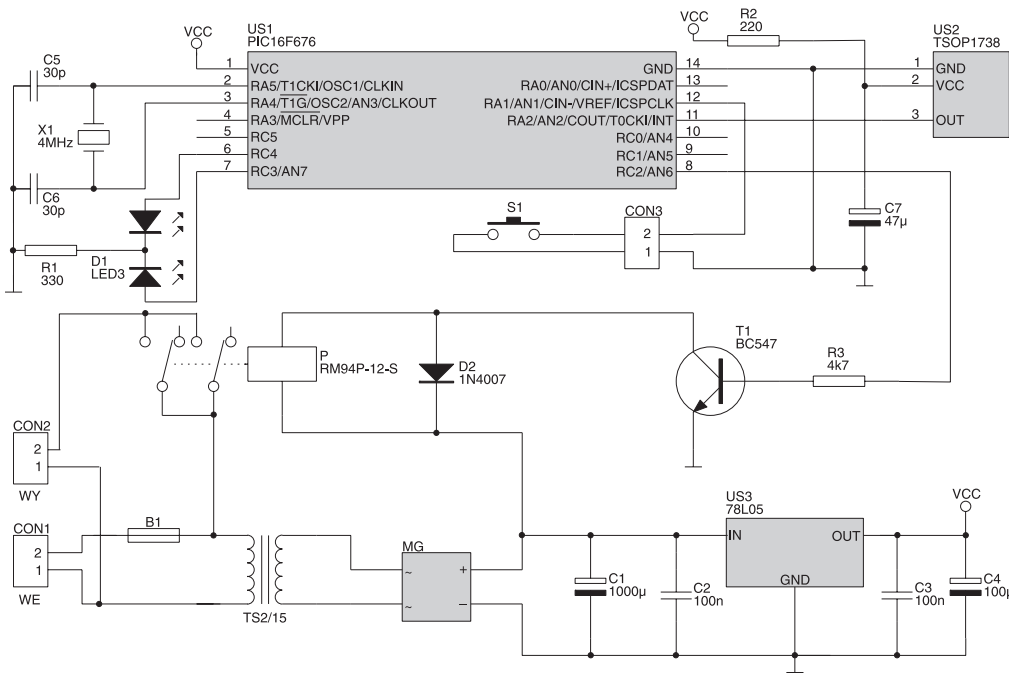 US1
PIC16F676
VCC
1 VCC
2 RA5/T1CKI/OSC1/CLKIN
3 RA4/T1G/OSC2/AN3/CLKOUT
4 RA3/MCLR/VPP
5 RC5
6 RC4
7 RC3/AN7
GND 14
RA0/AN0/CIN+/ICSPDAT 13
RA1/AN1/CIN-/VREF/ICSPCLK 12
RA2/AN2/COUT/T0CKI/INT 11
RC0/AN4 10
RC1/AN5 9
RC2/AN6 8
C5
30p
X1
4MHz
C6
30p
R1
330
D1
LED3
VCC
R2
220
US2
TSOP1738
1 GND
2 VCC
3 OUT
C7
47µ
S1
CON3
2
1
P
RM94P-12-S
D2
1N4007
T1
BC547
R3
4k7
CON2
2
1
WY
CON1
2
1
WE
B1
TS2/15
MG
~ +
~ –
C1
1000µ
C2
100n
US3
78L05
IN OUT
GND
VCC
C3
100n
C4
100µ